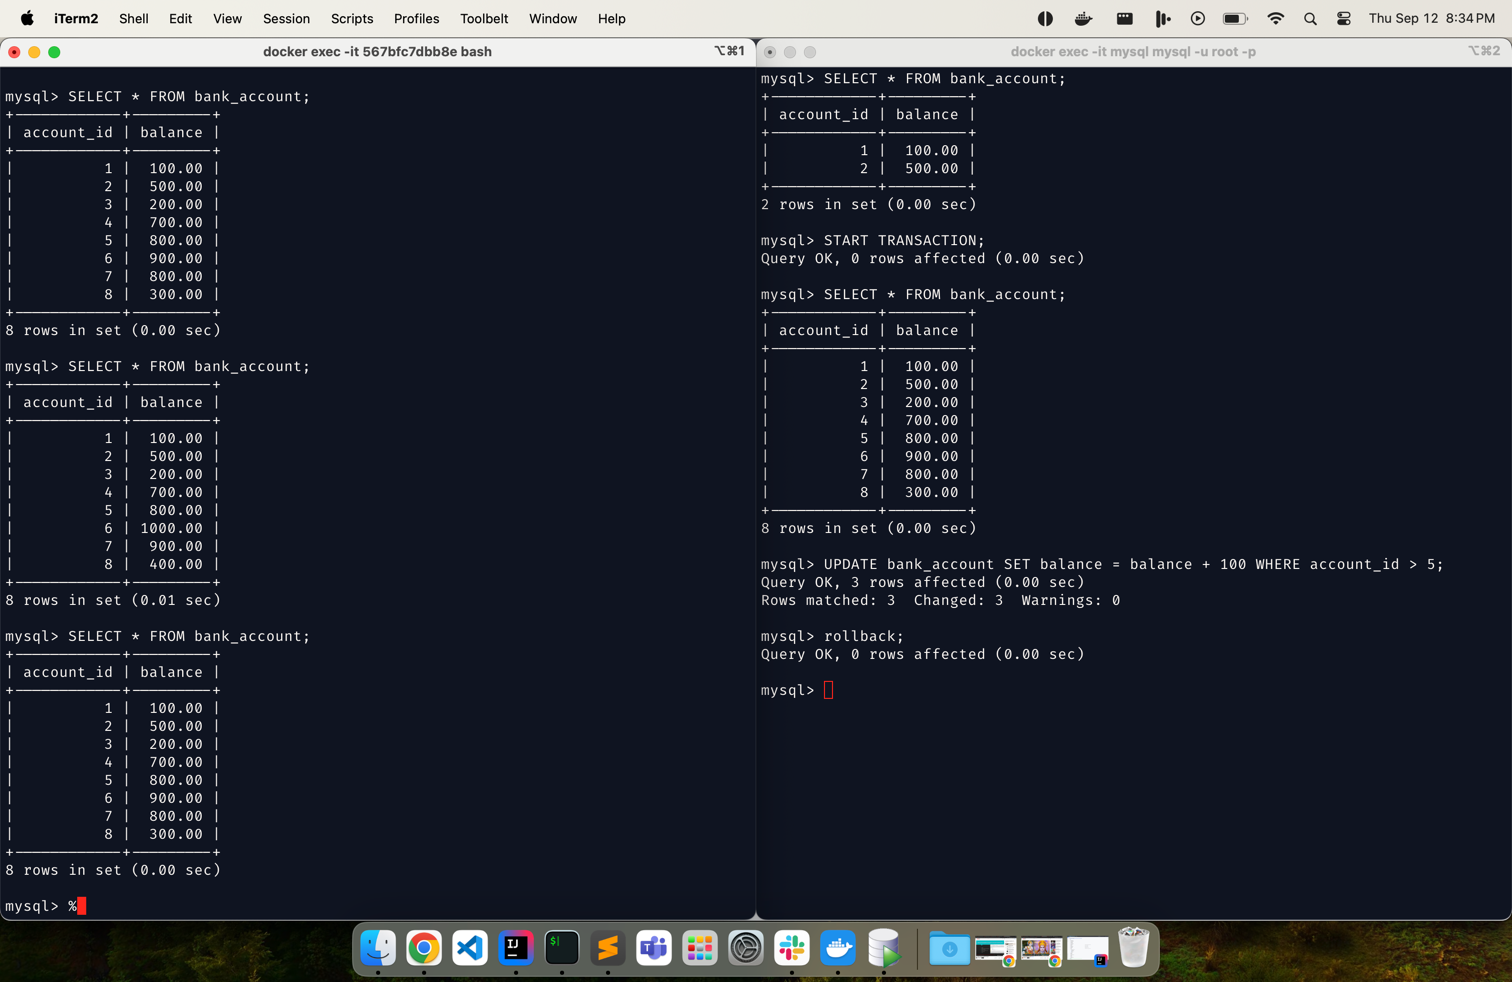 iTerm2 Shell Edit View Session Scripts Profiles Toolbelt Window Help Thu Sep 12 8:34 PM
docker exec -it 567bfc7dbb8e bash ⌥⌘1
mysql> SELECT * FROM bank_account;
+------------+---------+
| account_id | balance |
+------------+---------+
|          1 |  100.00 |
|          2 |  500.00 |
|          3 |  200.00 |
|          4 |  700.00 |
|          5 |  800.00 |
|          6 |  900.00 |
|          7 |  800.00 |
|          8 |  300.00 |
+------------+---------+
8 rows in set (0.00 sec)
mysql> SELECT * FROM bank_account;
+------------+---------+
| account_id | balance |
+------------+---------+
|          1 |  100.00 |
|          2 |  500.00 |
|          3 |  200.00 |
|          4 |  700.00 |
|          5 |  800.00 |
|          6 | 1000.00 |
|          7 |  900.00 |
|          8 |  400.00 |
+------------+---------+
8 rows in set (0.01 sec)
mysql> SELECT * FROM bank_account;
+------------+---------+
| account_id | balance |
+------------+---------+
|          1 |  100.00 |
|          2 |  500.00 |
|          3 |  200.00 |
|          4 |  700.00 |
|          5 |  800.00 |
|          6 |  900.00 |
|          7 |  800.00 |
|          8 |  300.00 |
+------------+---------+
8 rows in set (0.00 sec)
mysql> %
docker exec -it mysql mysql -u root -p ⌥⌘2
mysql> SELECT * FROM bank_account;
+------------+---------+
| account_id | balance |
+------------+---------+
|          1 |  100.00 |
|          2 |  500.00 |
+------------+---------+
2 rows in set (0.00 sec)
mysql> START TRANSACTION;
Query OK, 0 rows affected (0.00 sec)
mysql> SELECT * FROM bank_account;
+------------+---------+
| account_id | balance |
+------------+---------+
|          1 |  100.00 |
|          2 |  500.00 |
|          3 |  200.00 |
|          4 |  700.00 |
|          5 |  800.00 |
|          6 |  900.00 |
|          7 |  800.00 |
|          8 |  300.00 |
+------------+---------+
8 rows in set (0.00 sec)
mysql> UPDATE bank_account SET balance = balance + 100 WHERE account_id > 5;
Query OK, 3 rows affected (0.00 sec)
Rows matched: 3  Changed: 3  Warnings: 0
mysql> rollback;
Query OK, 0 rows affected (0.00 sec)
mysql>
IJ
$|